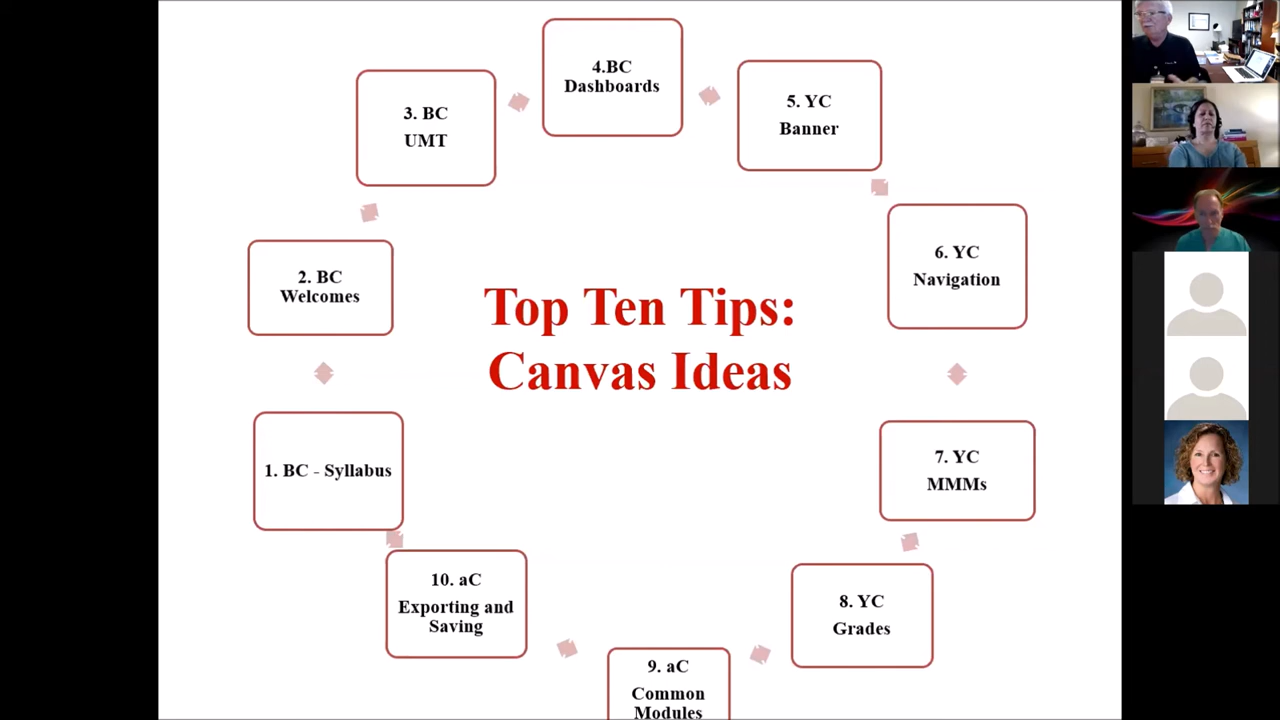 Top Ten Tips:
Canvas Ideas
1. BC - Syllabus
2. BC
Welcomes
3. BC
UMT
4.BC
Dashboards
5. YC
Banner
6. YC
Navigation
7. YC
MMMs
8. YC
Grades
9. aC
Common
Modules
10. aC
Exporting and
Saving